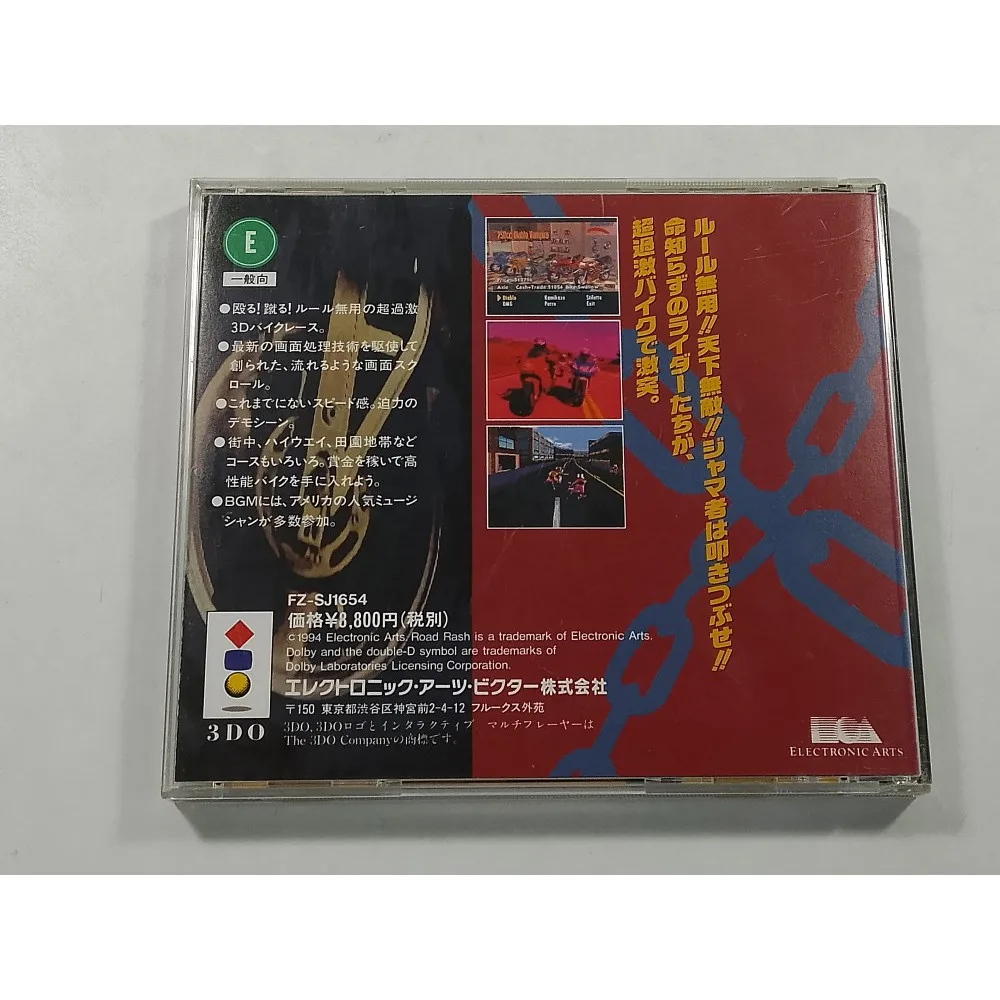 E
一般向
●殴る!蹴る!ルール無用の超過激
3Dバイクレース。
●最新の画面処理技術を駆使して
創られた、流れるような画面スク
ロール。
●これまでにないスピード感。迫力の
デモシーン。
●街中、ハイウエイ、田園地帯など
コースもいろいろ。賞金を稼いで高
性能バイクを手に入れよう。
●BGMには、アメリカの人気ミュージ
シャンが多数参加。
ルール無用!!天下無敵!!ジャマ者は叩きつぶせ!!
命知らずのライダーたちが、
超過激バイクで激突。
750cc Diablo Vampiro
Diablo Kamikaze Stiletto
Perro Exit
FZ-SJ1654
価格¥8,800円(税別)
©1994 Electronic Arts. Road Rash is a trademark of Electronic Arts.
Dolby and the double-D symbol are trademarks of
Dolby Laboratories Licensing Corporation.
エレクトロニック・アーツ・ビクター株式会社
〒150 東京都渋谷区神宮前2-4-12 フルークス外苑
3DO, 3DOロゴとインタラクティブ マルチプレーヤーは
The 3DO Companyの商標です。
3DO
ELECTRONIC ARTS